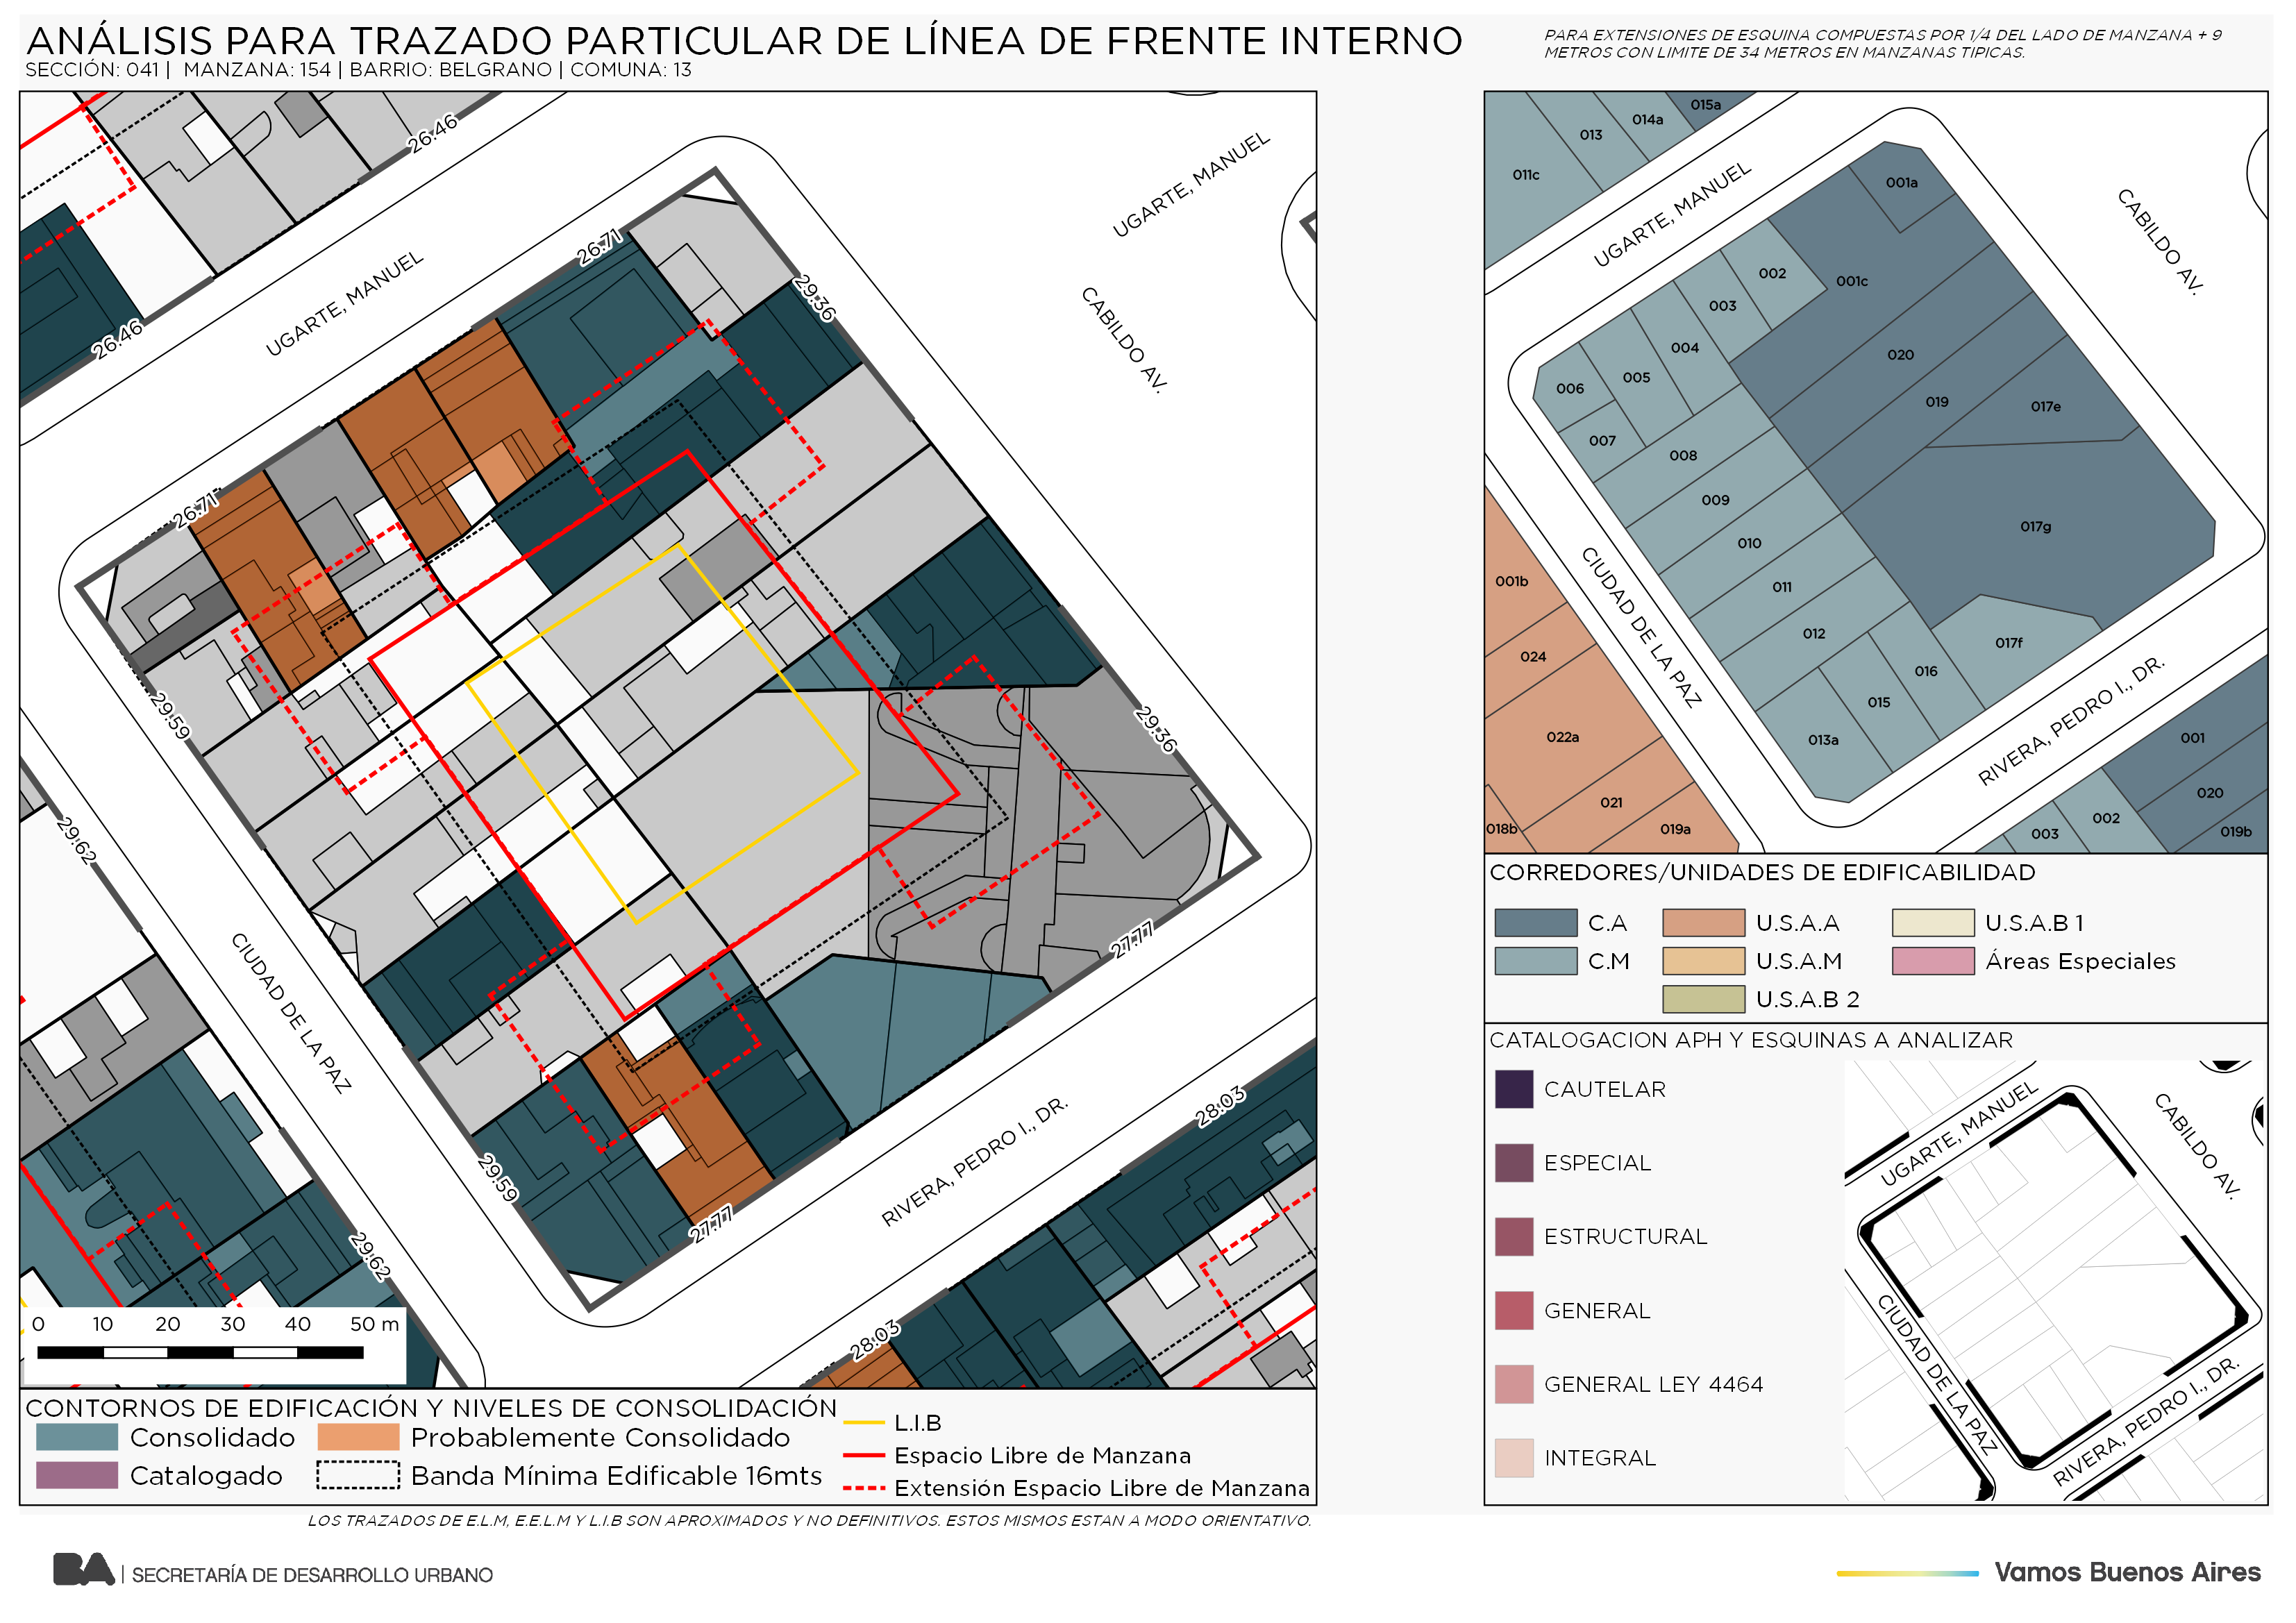 ANÁLISIS PARA TRAZADO PARTICULAR DE LÍNEA DE FRENTE INTERNO
SECCIÓN: 041 | MANZANA: 154 | BARRIO: BELGRANO | COMUNA: 13
PARA EXTENSIONES DE ESQUINA COMPUESTAS POR 1/4 DEL LADO DE MANZANA + 9
METROS CON LIMITE DE 34 METROS EN MANZANAS TIPICAS.
26.46
UGARTE, MANUEL
26.71
UGARTE, MANUEL
29.36
CABILDO AV.
26.46
26.71
29.59
29.36
29.62
27.77
CIUDAD DE LA PAZ
RIVERA, PEDRO I., DR.
28.03
29.59
27.77
29.62
28.03
0 10 20 30 40 50 m
CONTORNOS DE EDIFICACIÓN Y NIVELES DE CONSOLIDACIÓN
Consolidado
Probablemente Consolidado
Catalogado
Banda Mínima Edificable 16mts
L.I.B
Espacio Libre de Manzana
Extensión Espacio Libre de Manzana
LOS TRAZADOS DE E.L.M, E.E.L.M Y L.I.B SON APROXIMADOS Y NO DEFINITIVOS. ESTOS MISMOS ESTAN A MODO ORIENTATIVO.
015a
014a
013
011c
UGARTE, MANUEL
001a
CABILDO AV.
002
001c
003
004
020
005
006
019
017e
007
008
009
017g
010
001b
011
012
024
017f
016
CIUDAD DE LA PAZ
015
022a
013a
RIVERA, PEDRO I., DR.
001
021
020
018b
019a
003
002
019b
CORREDORES/UNIDADES DE EDIFICABILIDAD
C.A
U.S.A.A
U.S.A.B 1
C.M
U.S.A.M
Áreas Especiales
U.S.A.B 2
CATALOGACION APH Y ESQUINAS A ANALIZAR
CAUTELAR
ESPECIAL
ESTRUCTURAL
GENERAL
GENERAL LEY 4464
INTEGRAL
UGARTE, MANUEL
CABILDO AV.
CIUDAD DE LA PAZ
RIVERA, PEDRO I., DR.
BA | SECRETARÍA DE DESARROLLO URBANO
Vamos Buenos Aires